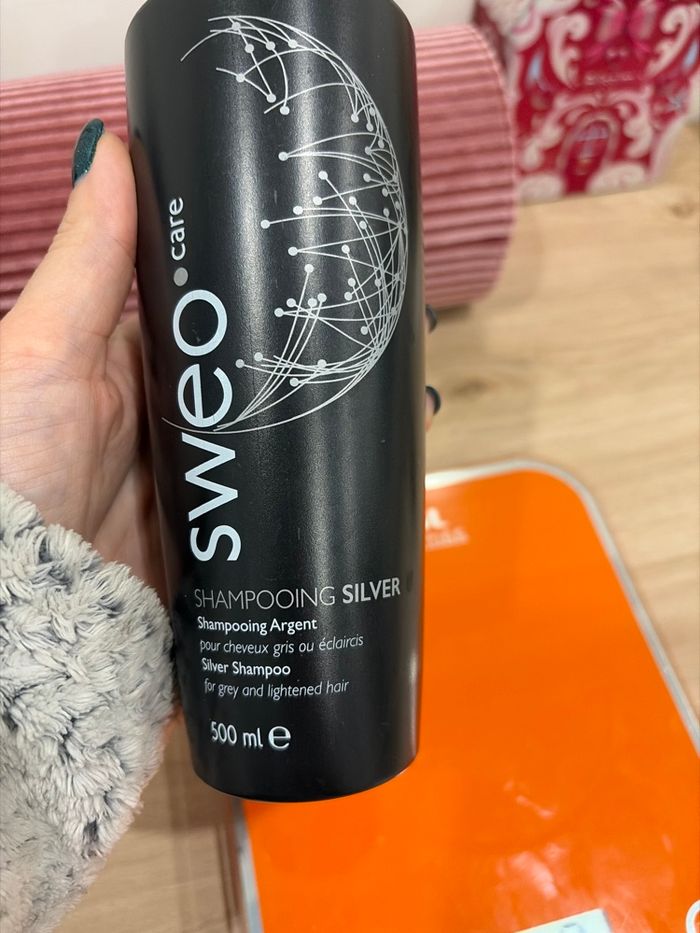 sweo care
SHAMPOOING SILVER
Shampooing Argent
pour cheveux gris ou éclaircis
Silver Shampoo
for grey and lightened hair
500 ml e